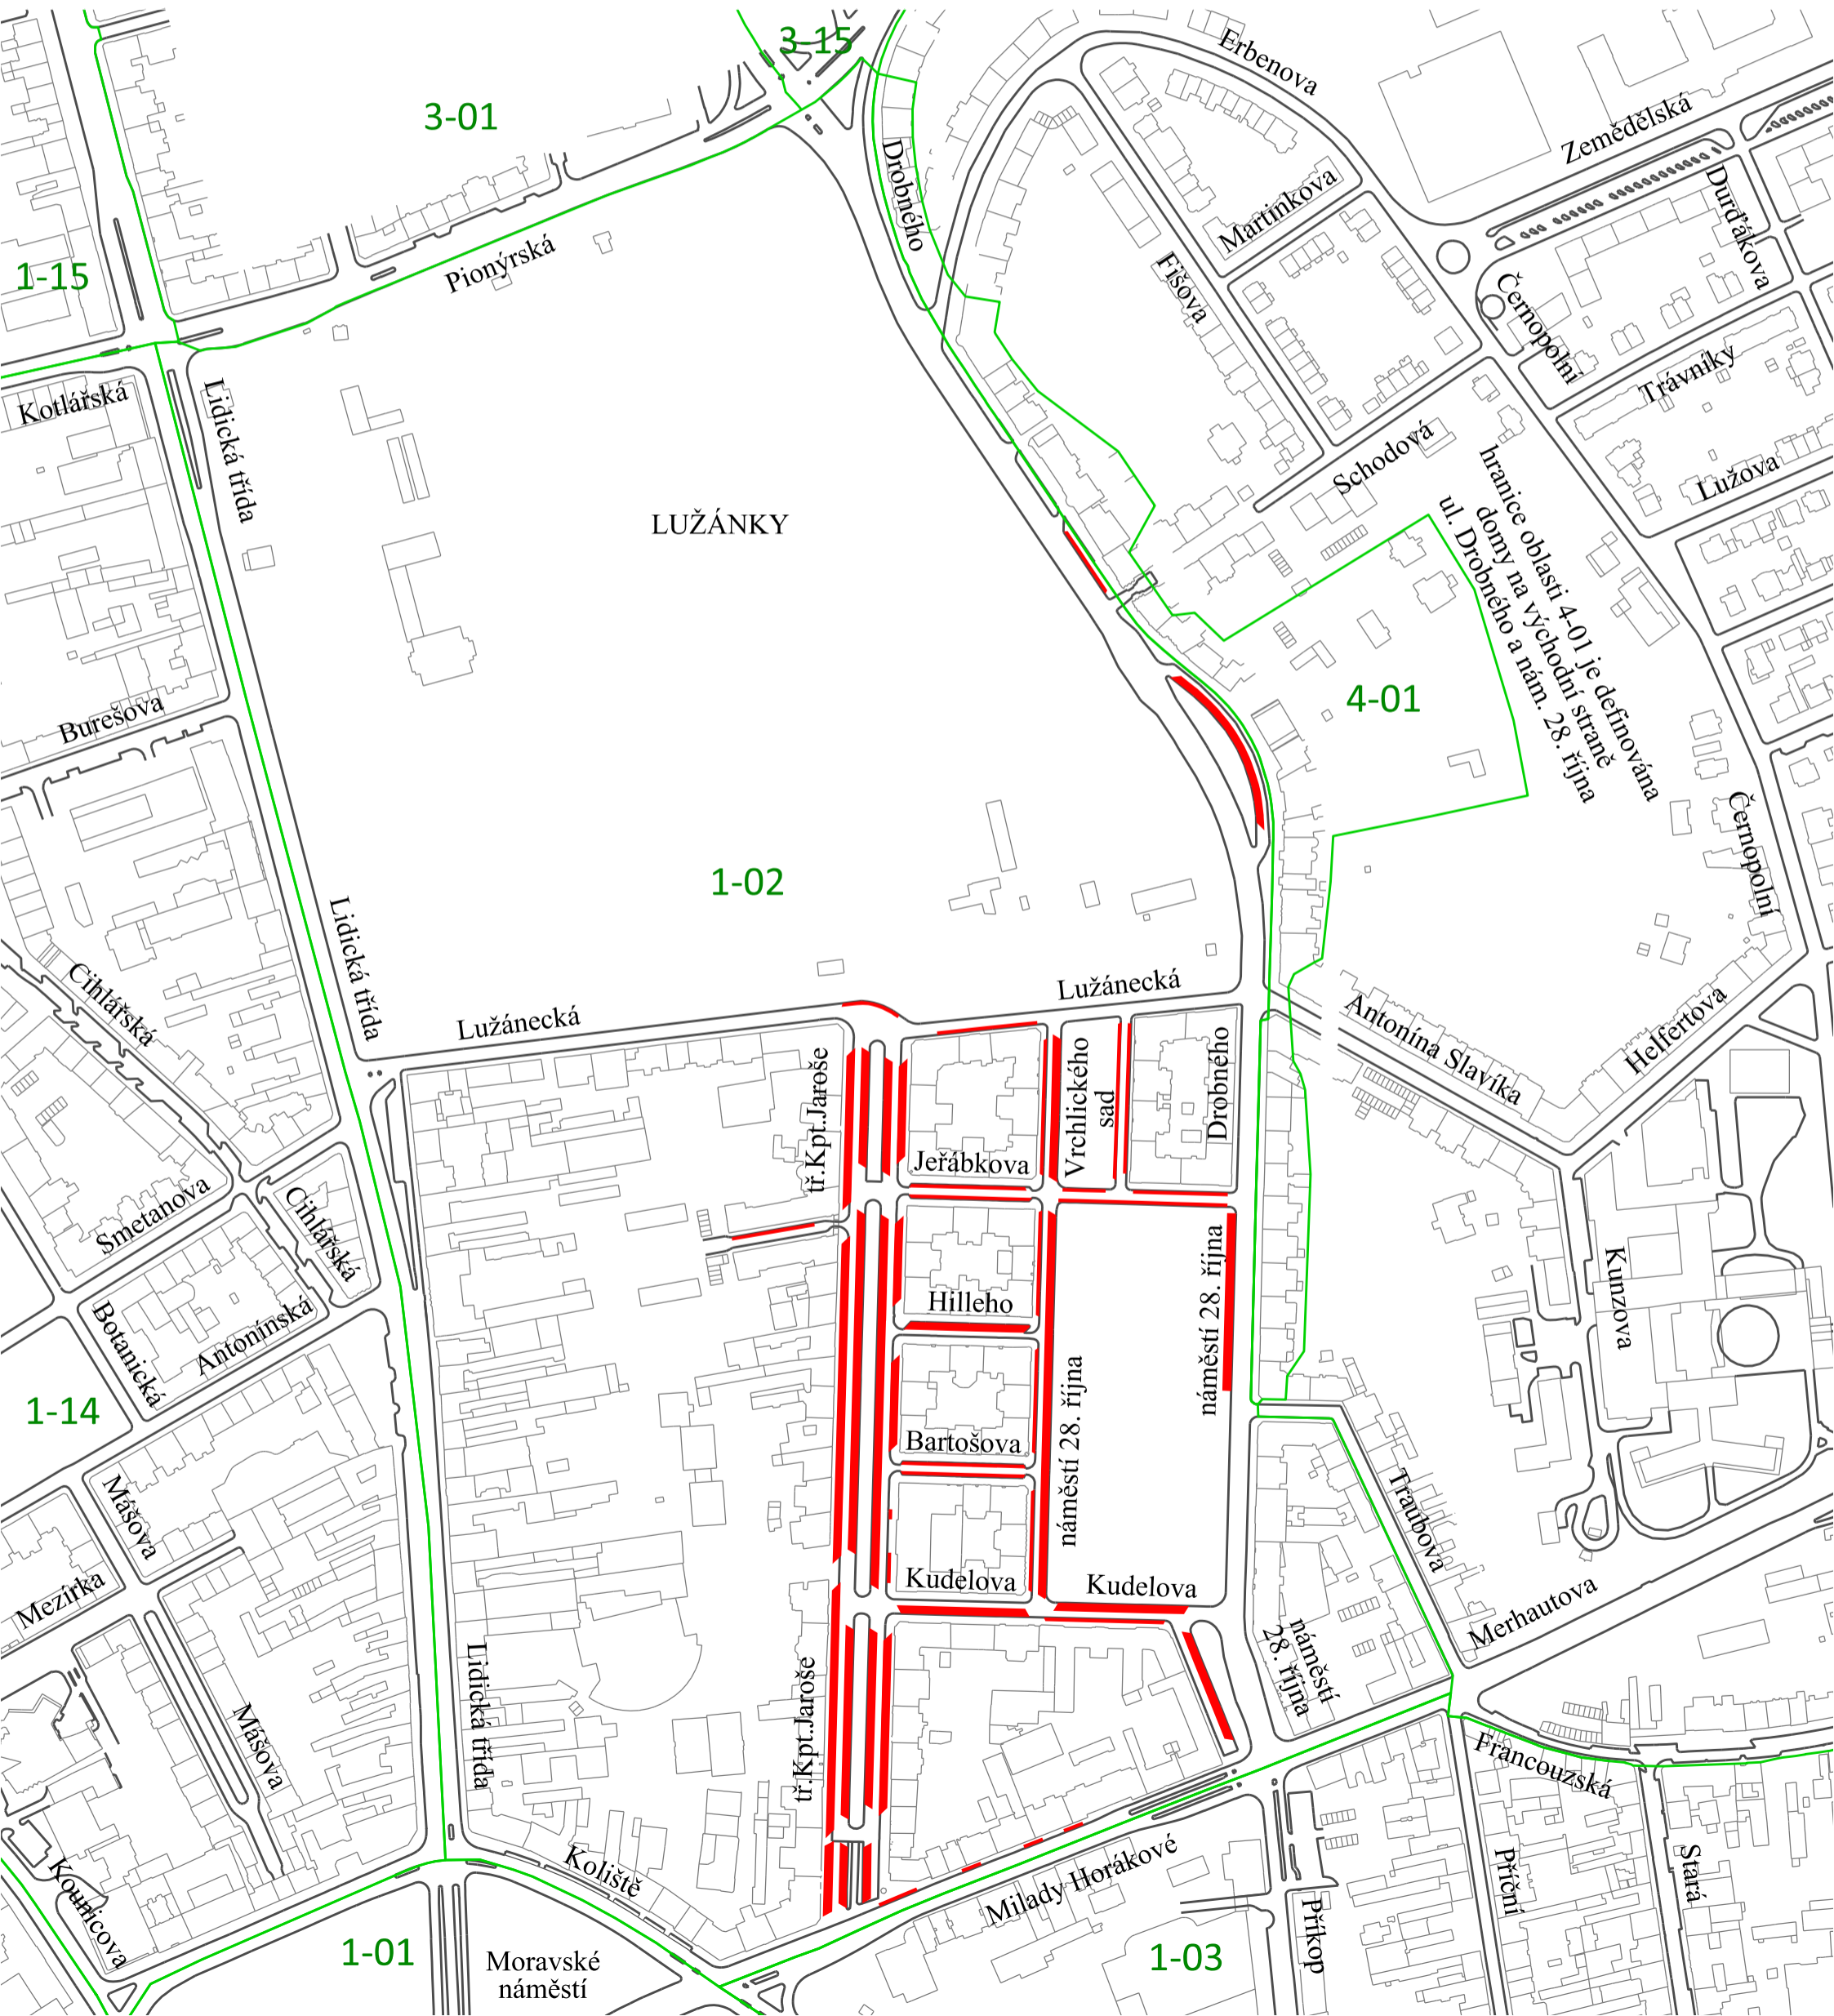 3-15
Erbenova
3-01
Zemědělská
Drobného
Durďákova
Martinkova
Pionýrská
1-15
Fišova
Černopolní
Trávníky
Kotlářská
Lidická třída
Schodová
Lužova
LUŽÁNKY
hranice oblasti 4-01 je definována
domy na východní straně
ul. Drobného a nám. 28. října
4-01
Burešova
Černopolní
1-02
Lidická třída
Cihlářská
Lužánecká
Lužánecká
Antonína Slavíka
Helfertova
tř.Kpt.Jaroše
Vrchlického
sad
Drobného
Jeřábkova
Smetanova
Cihlářská
náměstí 28. října
Kunzova
Hilleho
Botanická
Antonínská
náměstí 28. října
1-14
Bartošova
Mášova
Traubova
Mezírka
Kudelova
Kudelova
Merhautova
náměstí
28. října
Lidická třída
tř.Kpt.Jaroše
Mášova
Francouzská
Koliště
Milady Horákové
Příční
Stará
Kounicova
Příkop
1-01
Moravské
náměstí
1-03